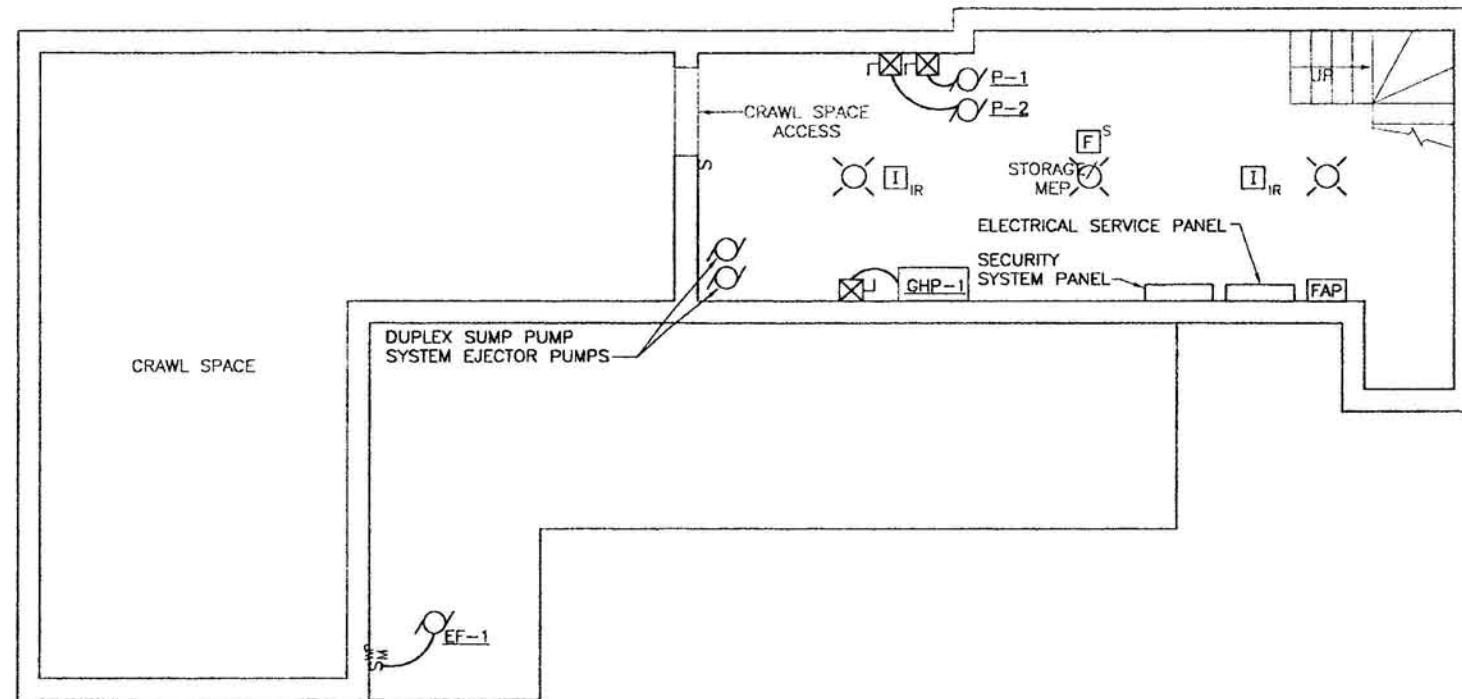 P-1
UP
CRAWL SPACE
ACCESS
P-2
F S
S
STORAGE
MEP
I IR
I IR
ELECTRICAL SERVICE PANEL
SECURITY
SYSTEM PANEL
GHP-1
FAP
DUPLEX SUMP PUMP
SYSTEM EJECTOR PUMPS
CRAWL SPACE
EF-1
S